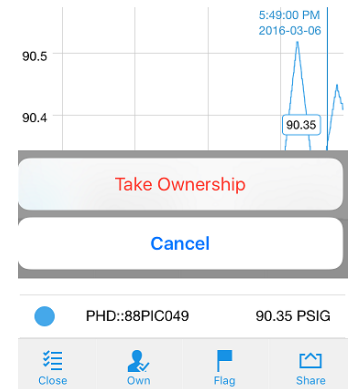 5:49:00 PM
2016-03-06
90.5
90.4
90.35
Take Ownership
Cancel
PHD::88PIC049 90.35 PSIG
Close Own Flag Share